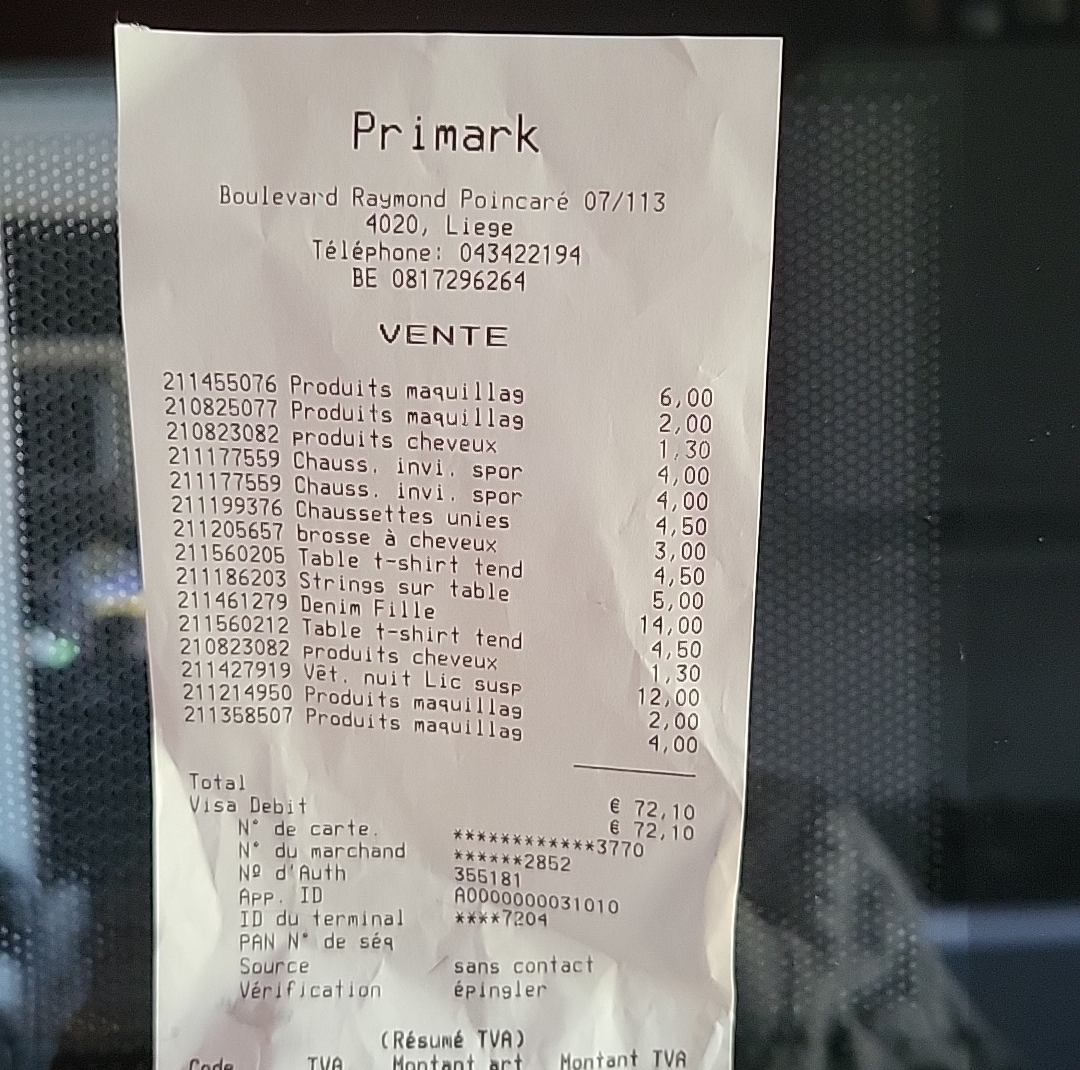 Primark
Boulevard Raymond Poincaré 07/113
4020, Liege
Téléphone: 043422194
BE 0817296264
VENTE
211455076 Produits maquillag 6,00
210825077 Produits maquillag 2,00
210823082 produits cheveux 1,30
211177559 Chauss. invi. spor 4,00
211177559 Chauss. invi. spor 4,00
211199376 Chaussettes unies 4,50
211205657 brosse à cheveux 3,00
211560205 Table t-shirt tend 4,50
211186203 Strings sur table 5,00
211461279 Denim Fille 14,00
211560212 Table t-shirt tend 4,50
210823082 produits cheveux 1,30
211427919 Vêt. nuit Lic susp 12,00
211214950 Produits maquillag 2,00
211358507 Produits maquillag 4,00
Total € 72,10
Visa Debit € 72,10
N° de carte. ************3770
N° du marchand ******2852
Nº d'Auth 355181
App. ID A0000000031010
ID du terminal ****7204
PAN N° de séq
Source sans contact
Vérification épingler
(Résumé TVA)
Code TVA Montant art Montant TVA